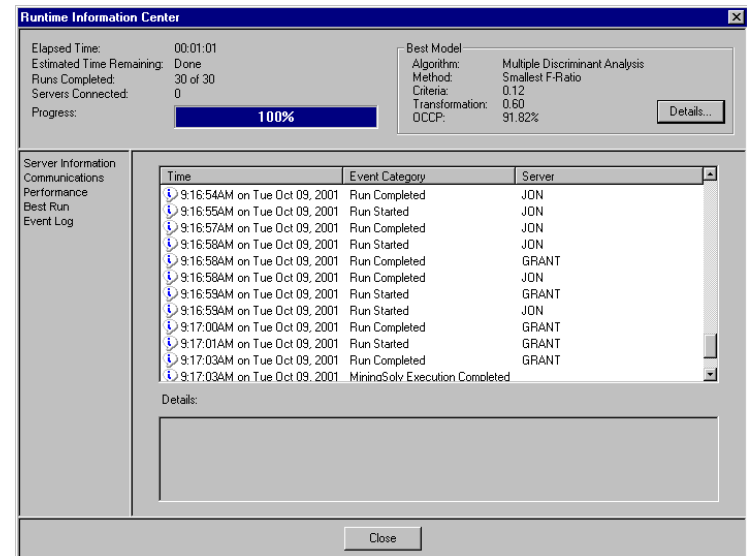 Runtime Information Center
Elapsed Time: 00:01:01
Estimated Time Remaining: Done
Runs Completed: 30 of 30
Servers Connected: 0
Progress: 100%
Best Model
Algorithm: Multiple Discriminant Analysis
Method: Smallest F-Ratio
Criteria: 0.12
Transformation: 0.60
OCCP: 91.82%
Details...
Server Information
Communications
Performance
Best Run
Event Log
Time Event Category Server
9:16:54AM on Tue Oct 09, 2001 Run Completed JON
9:16:55AM on Tue Oct 09, 2001 Run Started JON
9:16:57AM on Tue Oct 09, 2001 Run Completed JON
9:16:58AM on Tue Oct 09, 2001 Run Started JON
9:16:58AM on Tue Oct 09, 2001 Run Completed GRANT
9:16:58AM on Tue Oct 09, 2001 Run Completed JON
9:16:59AM on Tue Oct 09, 2001 Run Started GRANT
9:16:59AM on Tue Oct 09, 2001 Run Started JON
9:17:00AM on Tue Oct 09, 2001 Run Completed GRANT
9:17:01AM on Tue Oct 09, 2001 Run Started GRANT
9:17:03AM on Tue Oct 09, 2001 Run Completed GRANT
9:17:03AM on Tue Oct 09, 2001 MiningSolv Execution Completed
Details:
Close